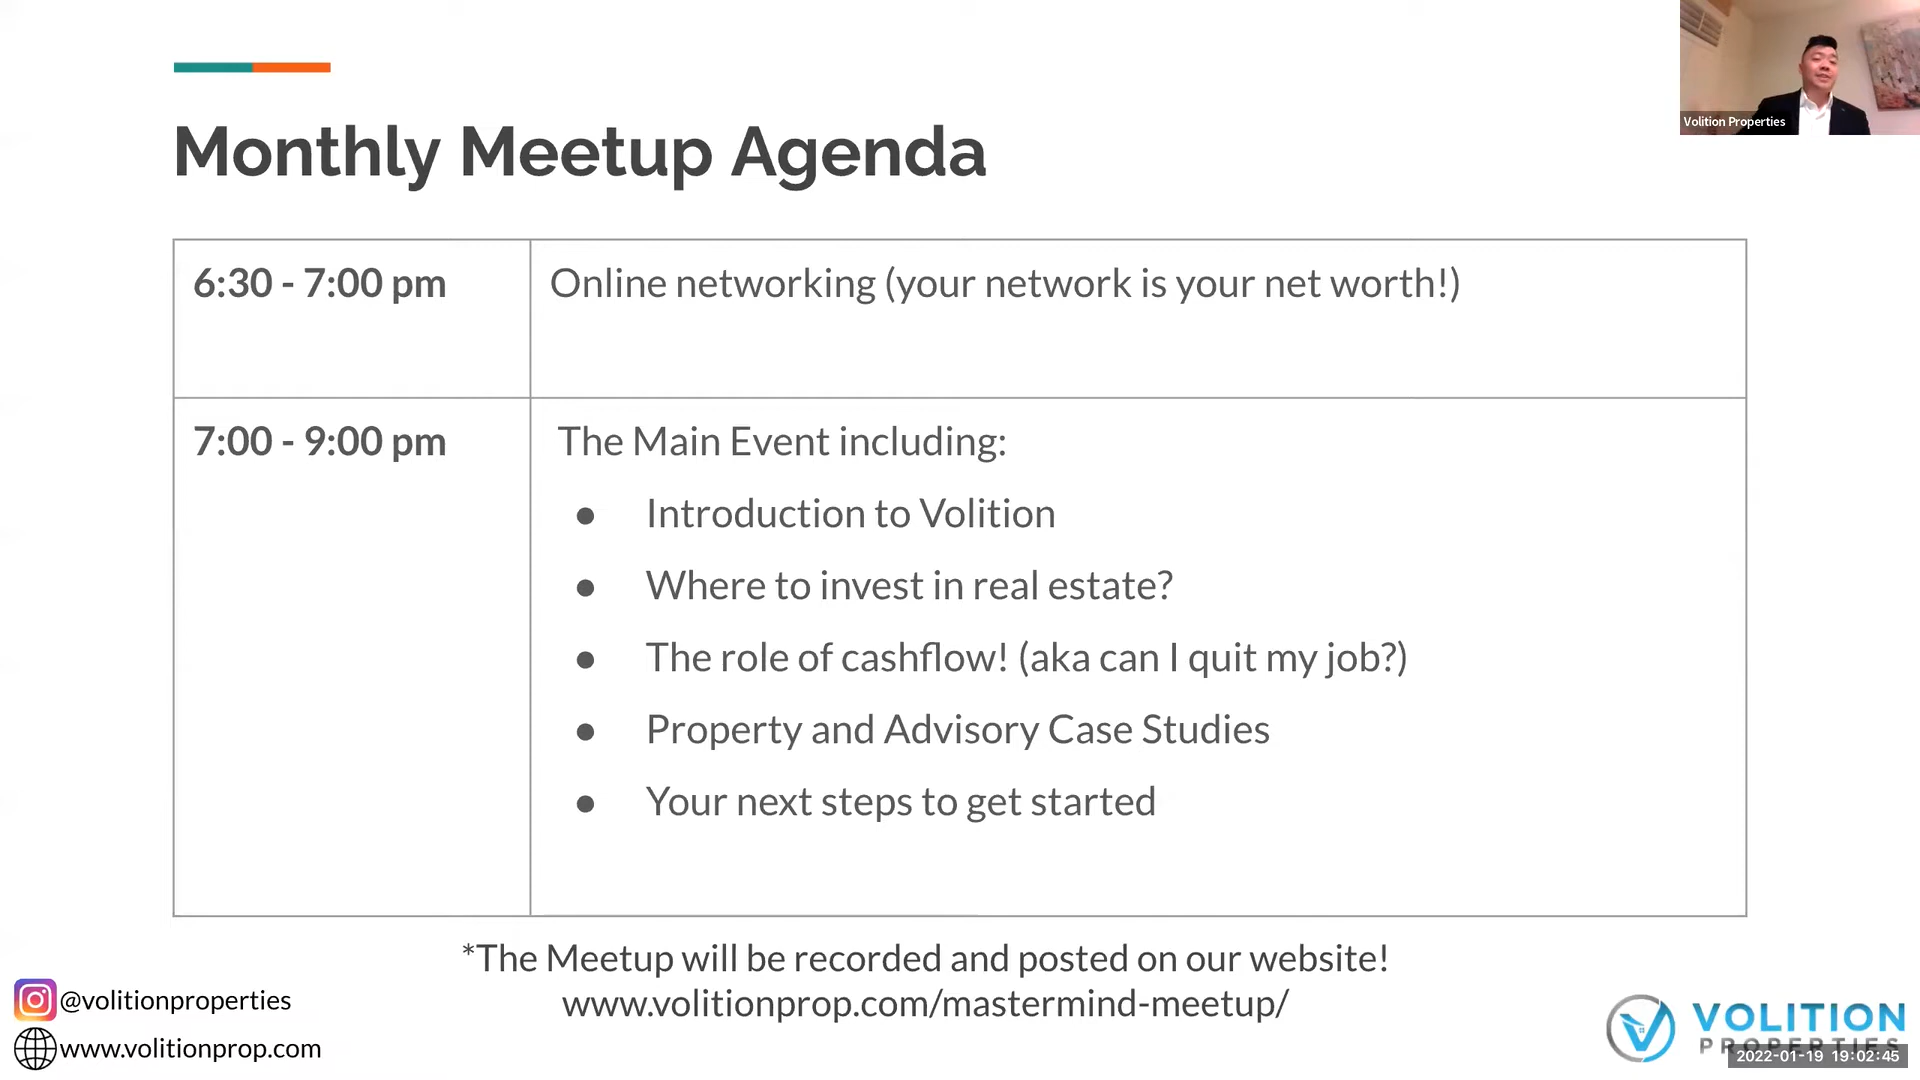 Volition Properties
Monthly Meetup Agenda
6:30 - 7:00 pm
Online networking (your network is your net worth!)
7:00 - 9:00 pm
The Main Event including:
● Introduction to Volition
● Where to invest in real estate?
● The role of cashflow! (aka can I quit my job?)
● Property and Advisory Case Studies
● Your next steps to get started
*The Meetup will be recorded and posted on our website!
www.volitionprop.com/mastermind-meetup/
@volitionproperties
www.volitionprop.com
VOLITION
PROPERTIES
2022-01-19 19:02:45